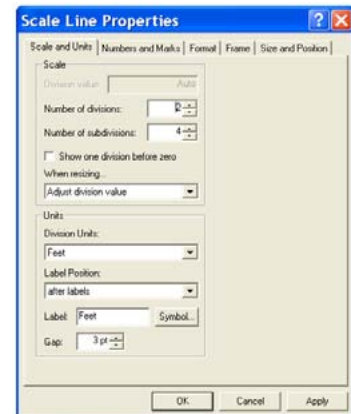 Scale Line Properties
Scale and Units Numbers and Marks Format Frame Size and Position
Scale
Division value: Auto
Number of divisions: 2
Number of subdivisions: 4
Show one division before zero
When resizing...
Adjust division value
Units
Division Units:
Feet
Label Position:
after labels
Label: Feet Symbol...
Gap: 3 pt
OK Cancel Apply